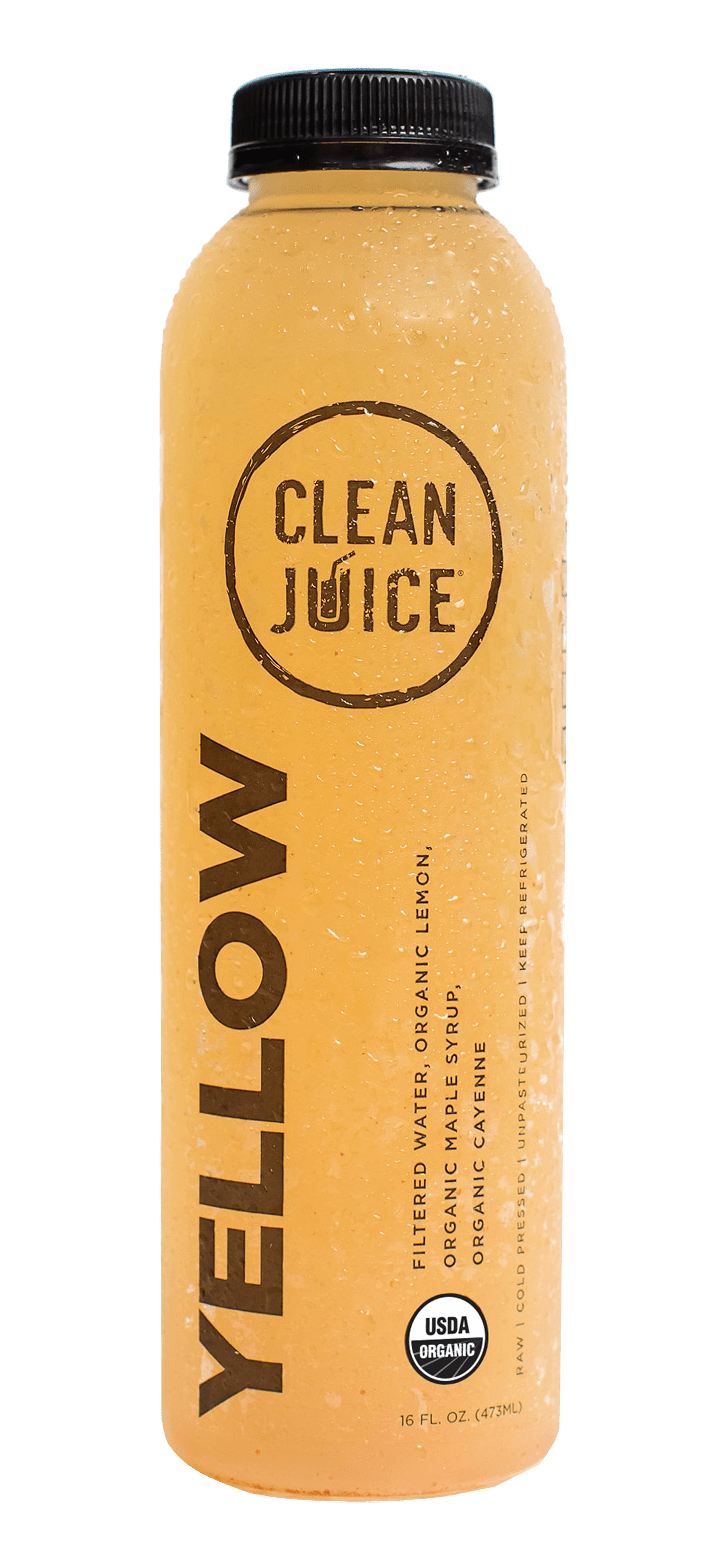 CLEAN
JUICE®
YELLOW
FILTERED WATER, ORGANIC LEMON,
ORGANIC MAPLE SYRUP,
ORGANIC CAYENNE
RAW | COLD PRESSED | UNPASTEURIZED | KEEP REFRIGERATED
USDA
ORGANIC
16 FL. OZ. (473ML)